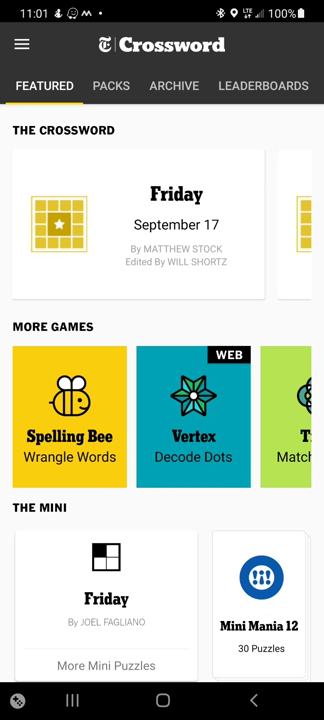 11:01 LTE 100%
T Crossword
FEATURED PACKS ARCHIVE LEADERBOARDS
THE CROSSWORD
Friday
September 17
By MATTHEW STOCK
Edited By WILL SHORTZ
MORE GAMES
WEB
Spelling Bee
Wrangle Words
Vertex
Decode Dots
T
Match
THE MINI
Friday
By JOEL FAGLIANO
More Mini Puzzles
Mini Mania 12
30 Puzzles